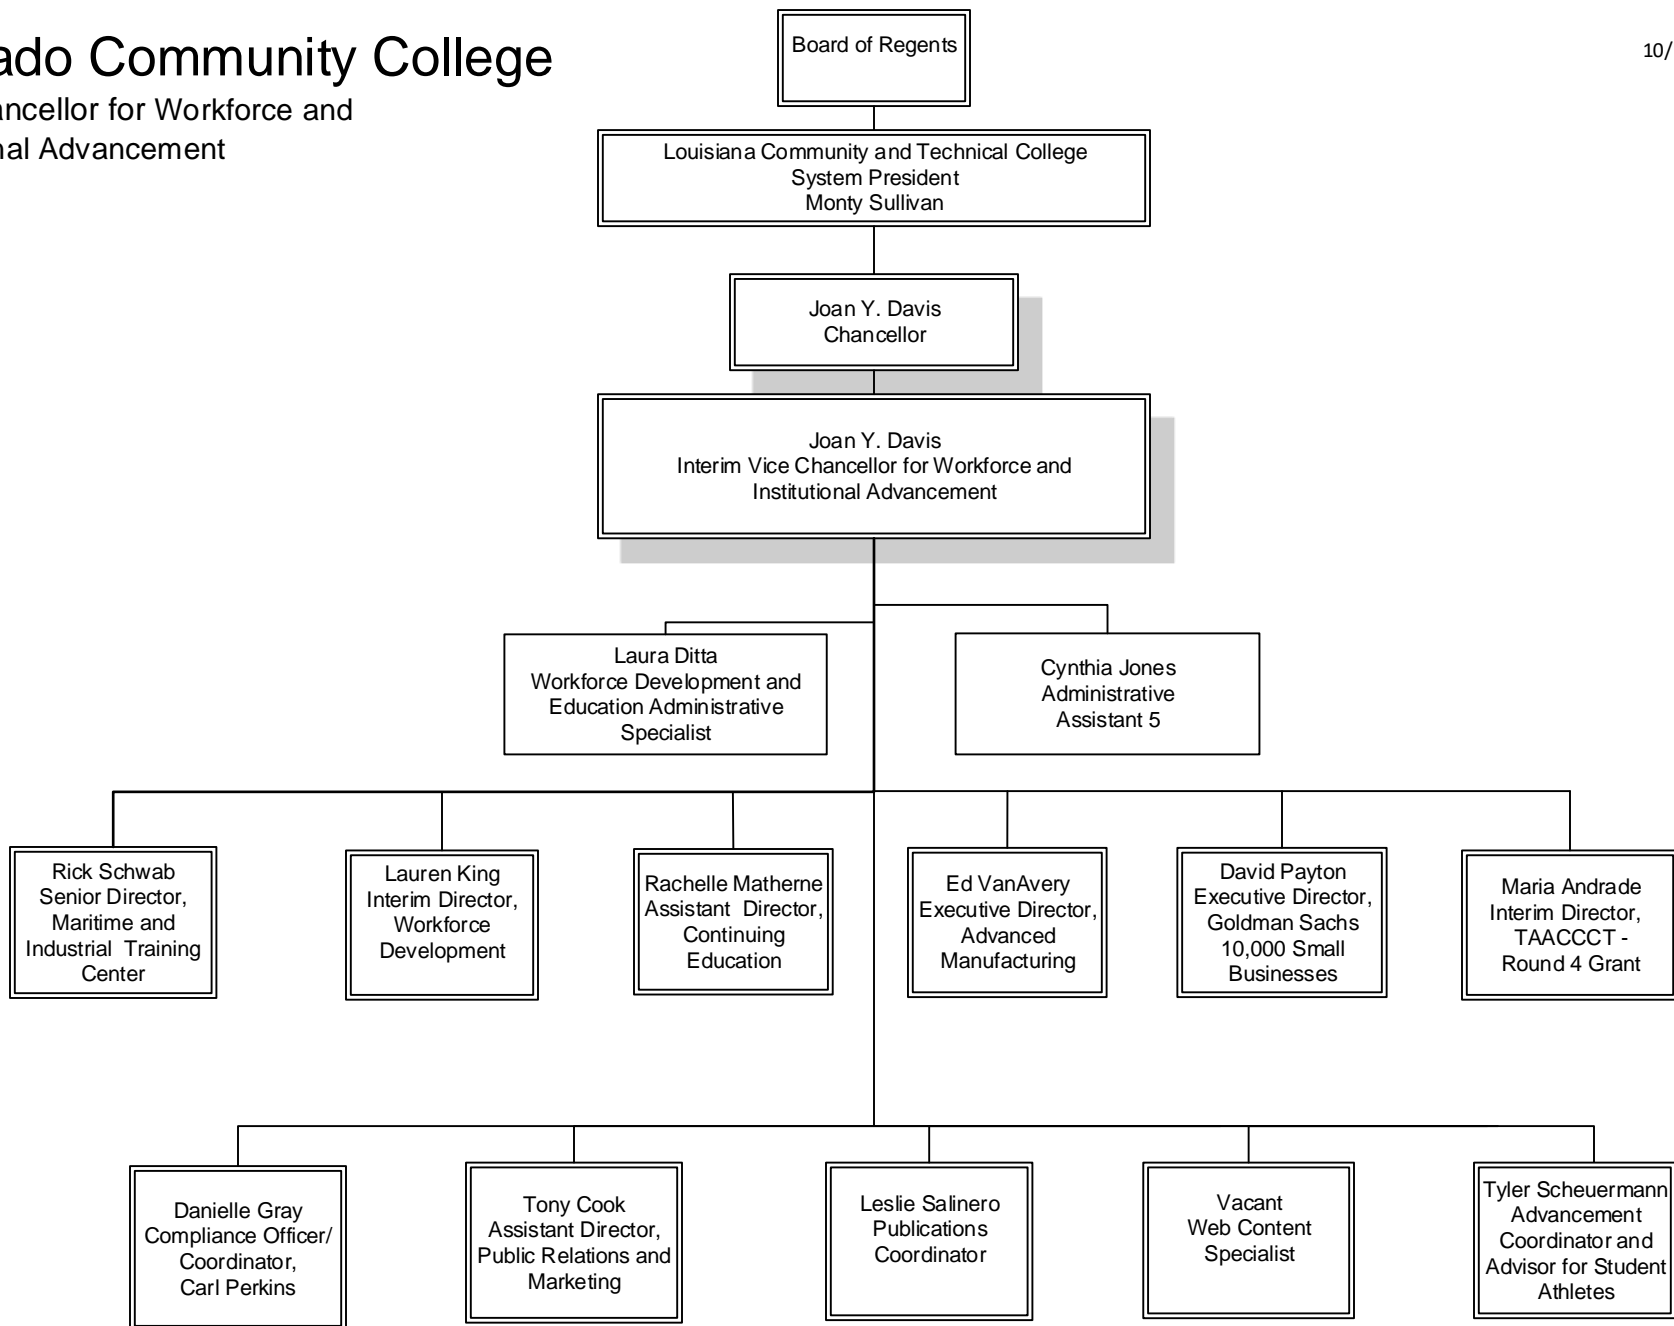 ado Community College
ancellor for Workforce and
nal Advancement
10/
Board of Regents
Louisiana Community and Technical College
System President
Monty Sullivan
Joan Y. Davis
Chancellor
Joan Y. Davis
Interim Vice Chancellor for Workforce and
Institutional Advancement
Laura Ditta
Workforce Development and
Education Administrative
Specialist
Cynthia Jones
Administrative
Assistant 5
Rick Schwab
Senior Director,
Maritime and
Industrial Training
Center
Lauren King
Interim Director,
Workforce
Development
Rachelle Matherne
Assistant Director,
Continuing
Education
Ed VanAvery
Executive Director,
Advanced
Manufacturing
David Payton
Executive Director,
Goldman Sachs
10,000 Small
Businesses
Maria Andrade
Interim Director,
TAACCCT -
Round 4 Grant
Danielle Gray
Compliance Officer/
Coordinator,
Carl Perkins
Tony Cook
Assistant Director,
Public Relations and
Marketing
Leslie Salinero
Publications
Coordinator
Vacant
Web Content
Specialist
Tyler Scheuermann
Advancement
Coordinator and
Advisor for Student
Athletes